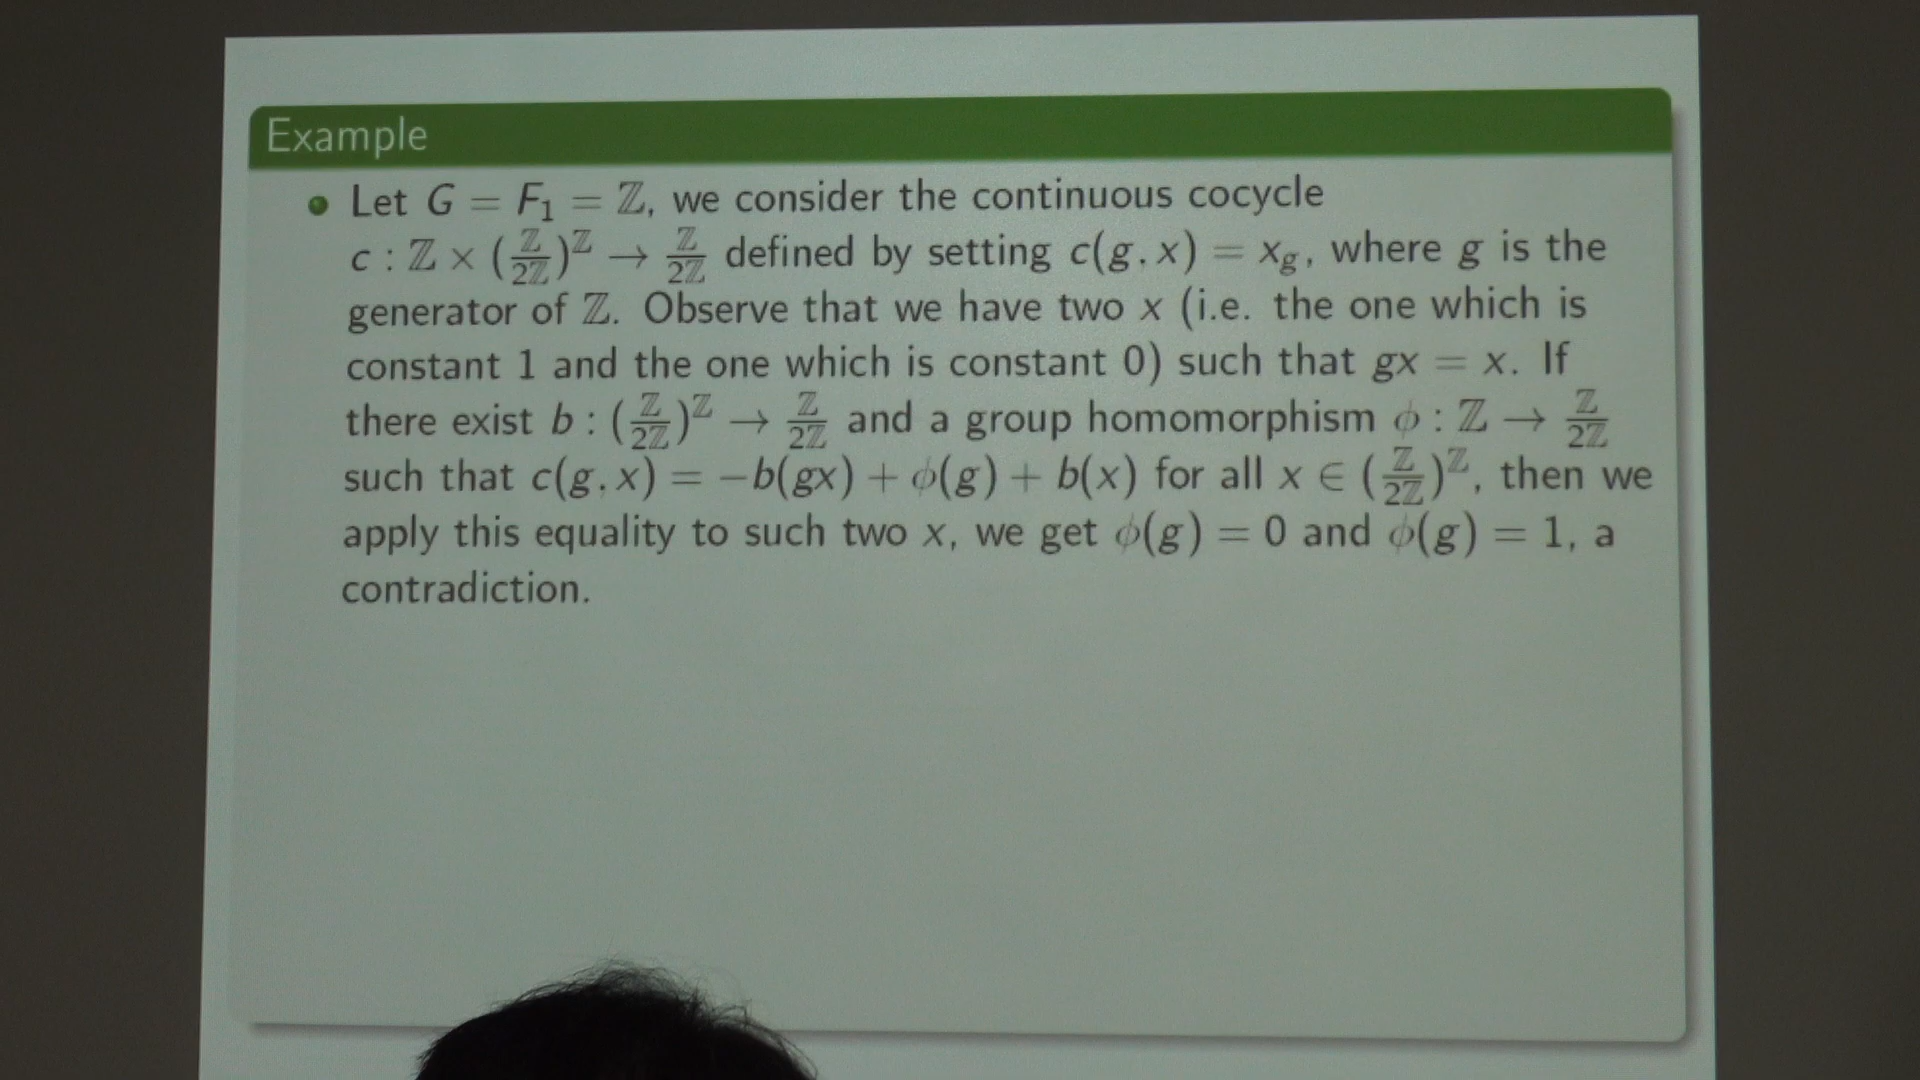 Example
• Let G = F₁ = ℤ, we consider the continuous cocycle
c : ℤ × (ℤ/2ℤ)^ℤ → ℤ/2ℤ defined by setting c(g, x) = x_g, where g is the
generator of ℤ. Observe that we have two x (i.e. the one which is
constant 1 and the one which is constant 0) such that gx = x. If
there exist b : (ℤ/2ℤ)^ℤ → ℤ/2ℤ and a group homomorphism ϕ : ℤ → ℤ/2ℤ
such that c(g, x) = −b(gx) + ϕ(g) + b(x) for all x ∈ (ℤ/2ℤ)^ℤ, then we
apply this equality to such two x, we get ϕ(g) = 0 and ϕ(g) = 1, a
contradiction.